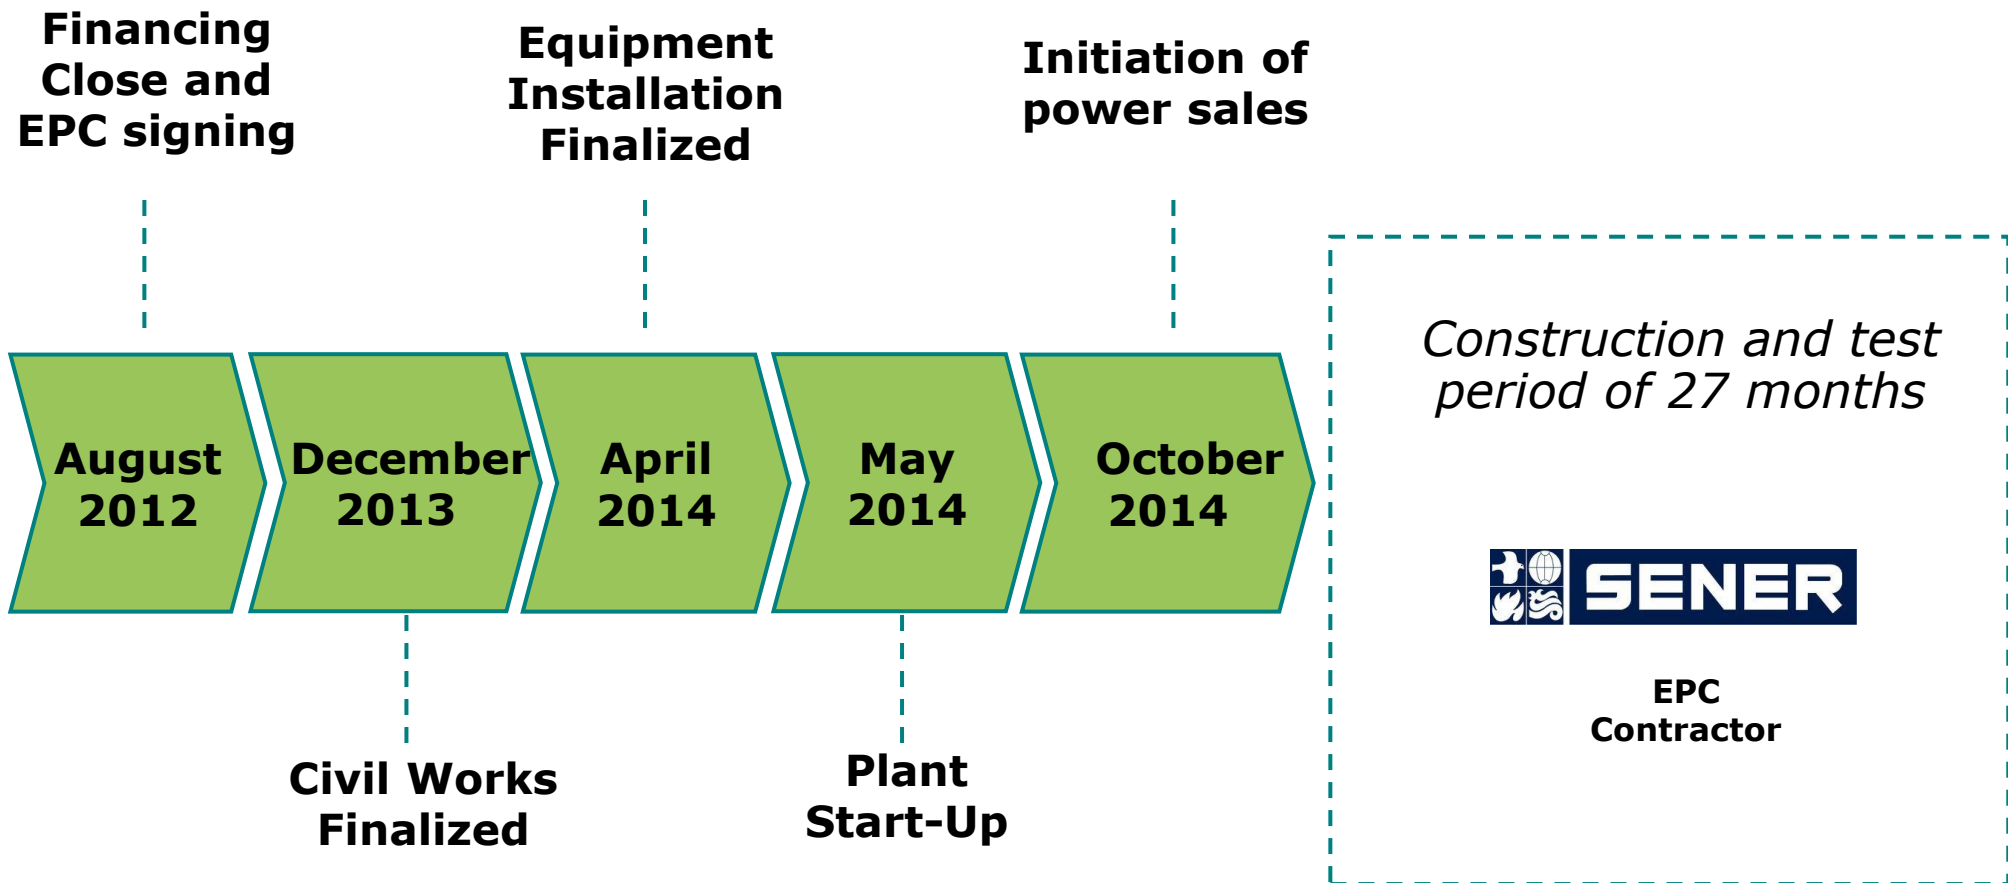 Financing
Close and
EPC signing
Equipment
Installation
Finalized
Initiation of
power sales
August
2012
December
2013
April
2014
May
2014
October
2014
Civil Works
Finalized
Plant
Start-Up
Construction and test
period of 27 months
SENER
EPC
Contractor